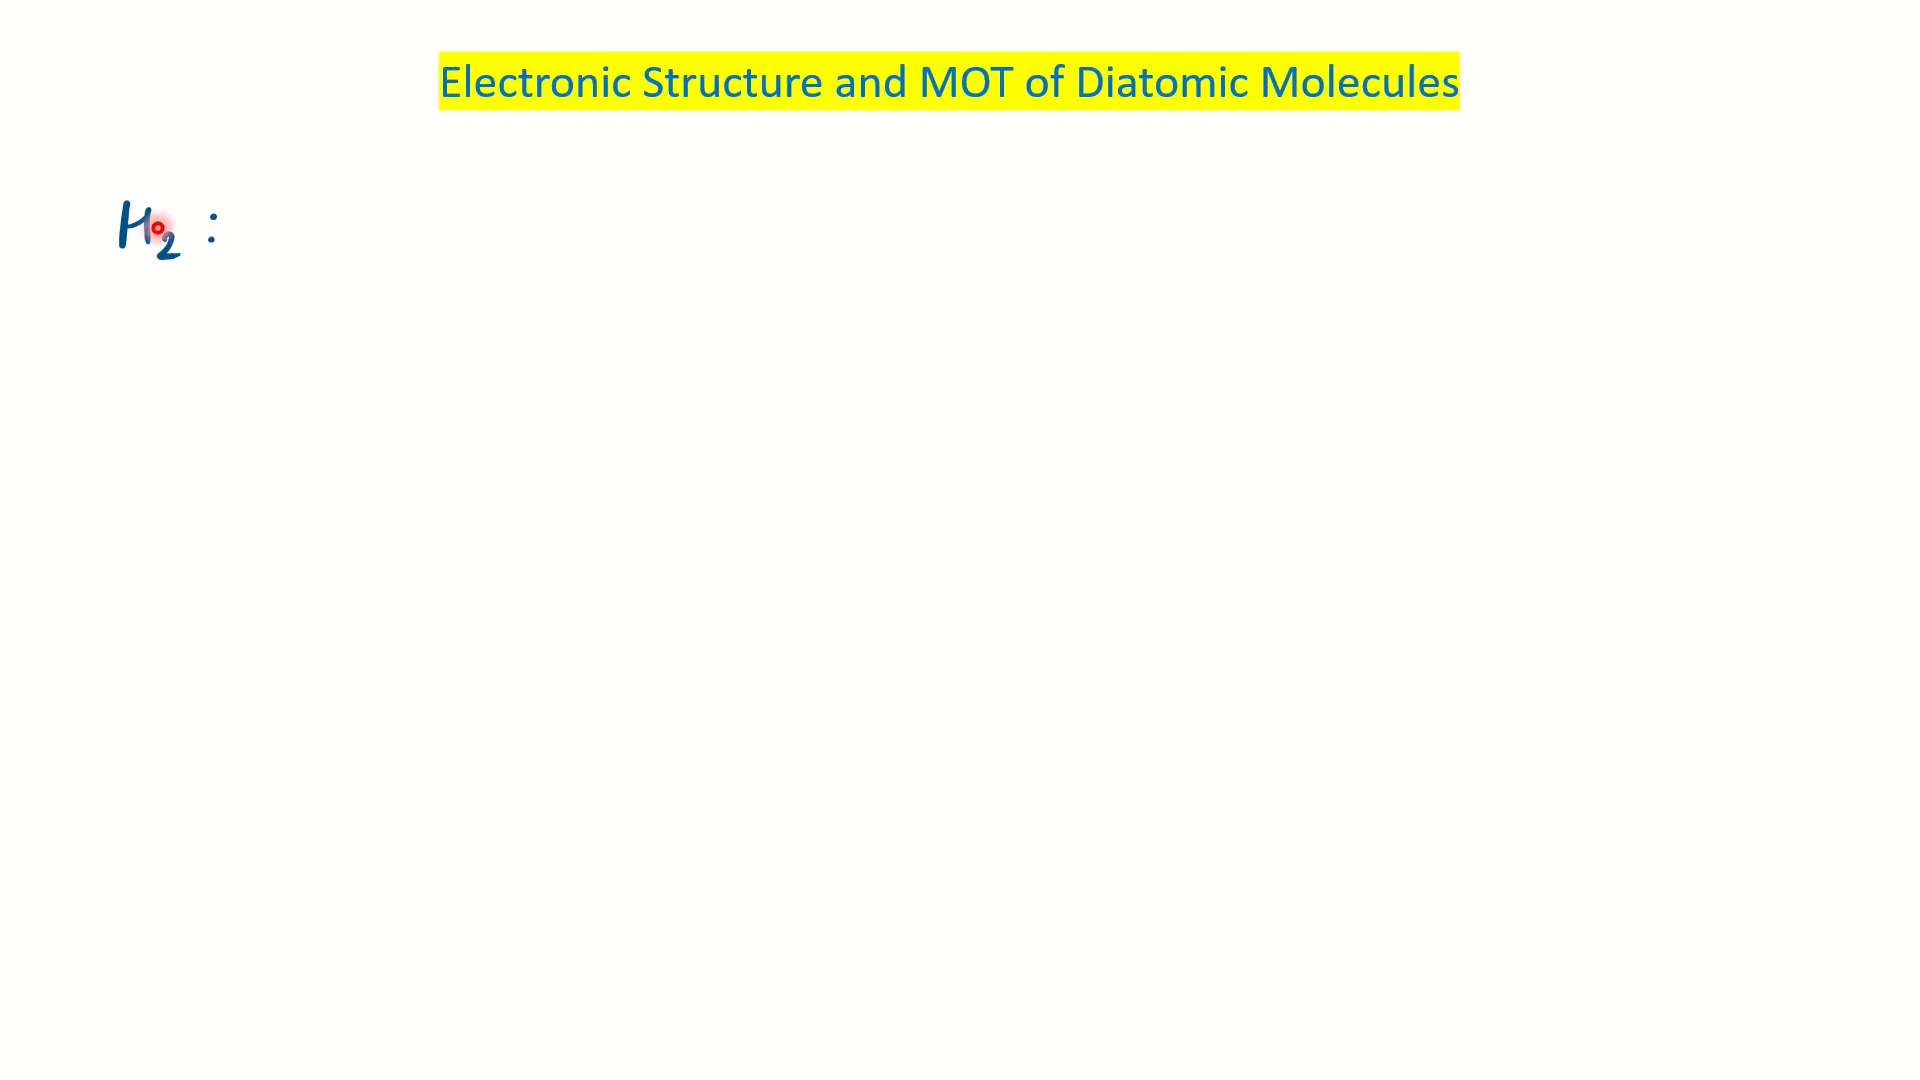 Electronic Structure and MOT of Diatomic Molecules
H₂ :